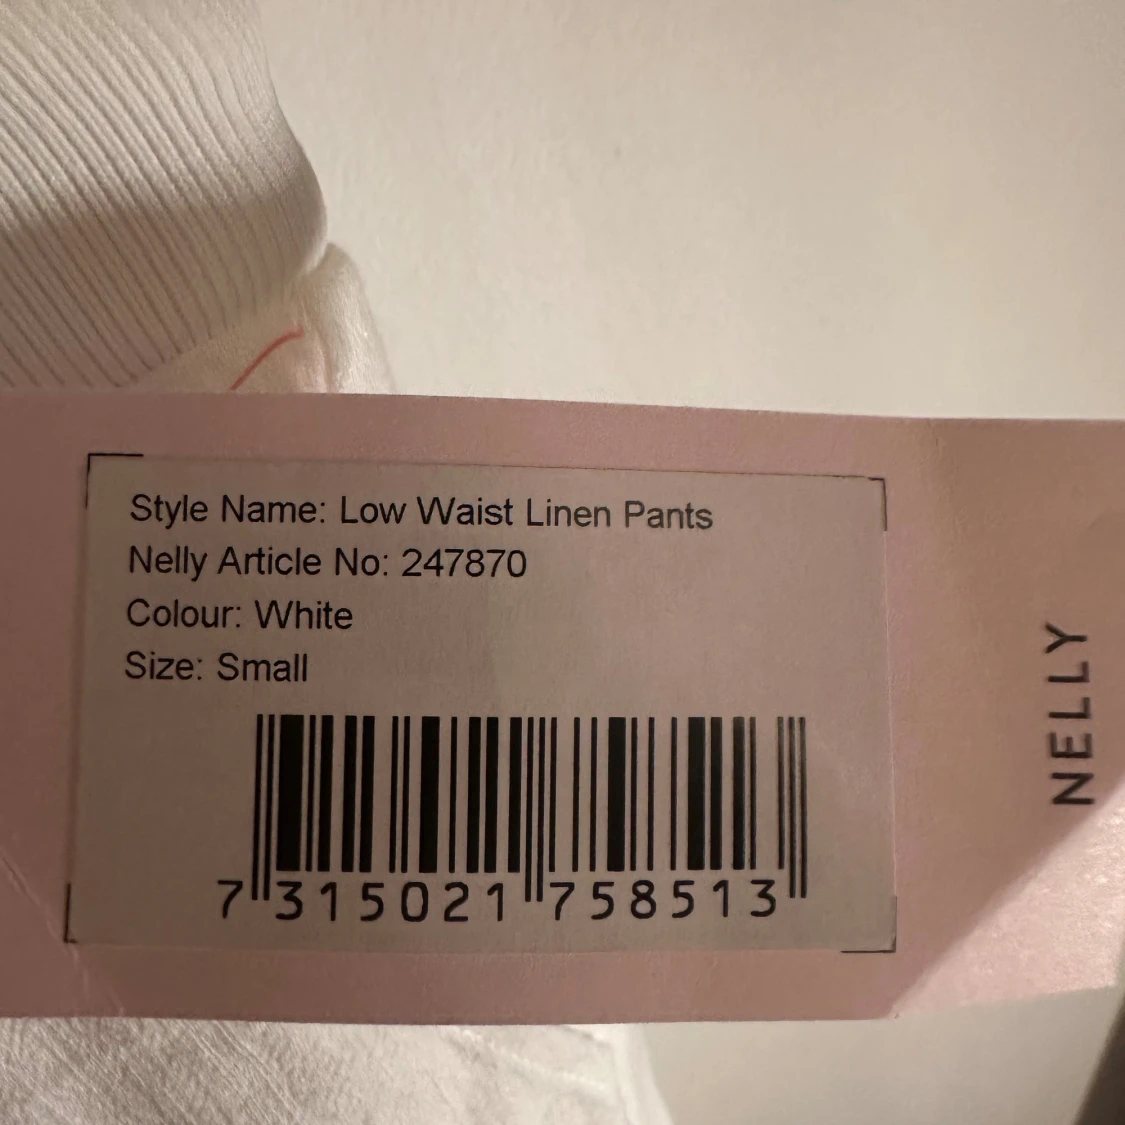 Style Name: Low Waist Linen Pants
Nelly Article No: 247870
Colour: White
Size: Small
7 315021 758513
NELLY